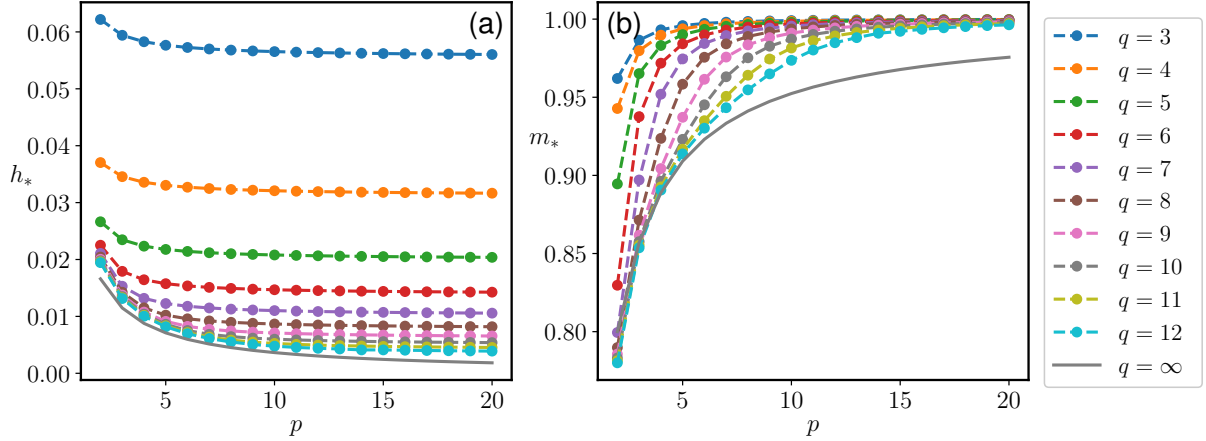 (a)
0.06
0.05
0.04
h*
0.03
0.02
0.01
0.00
5
10
15
20
p
(b)
1.00
0.95
m*
0.90
0.85
0.80
5
10
15
20
p
q = 3
q = 4
q = 5
q = 6
q = 7
q = 8
q = 9
q = 10
q = 11
q = 12
q = ∞